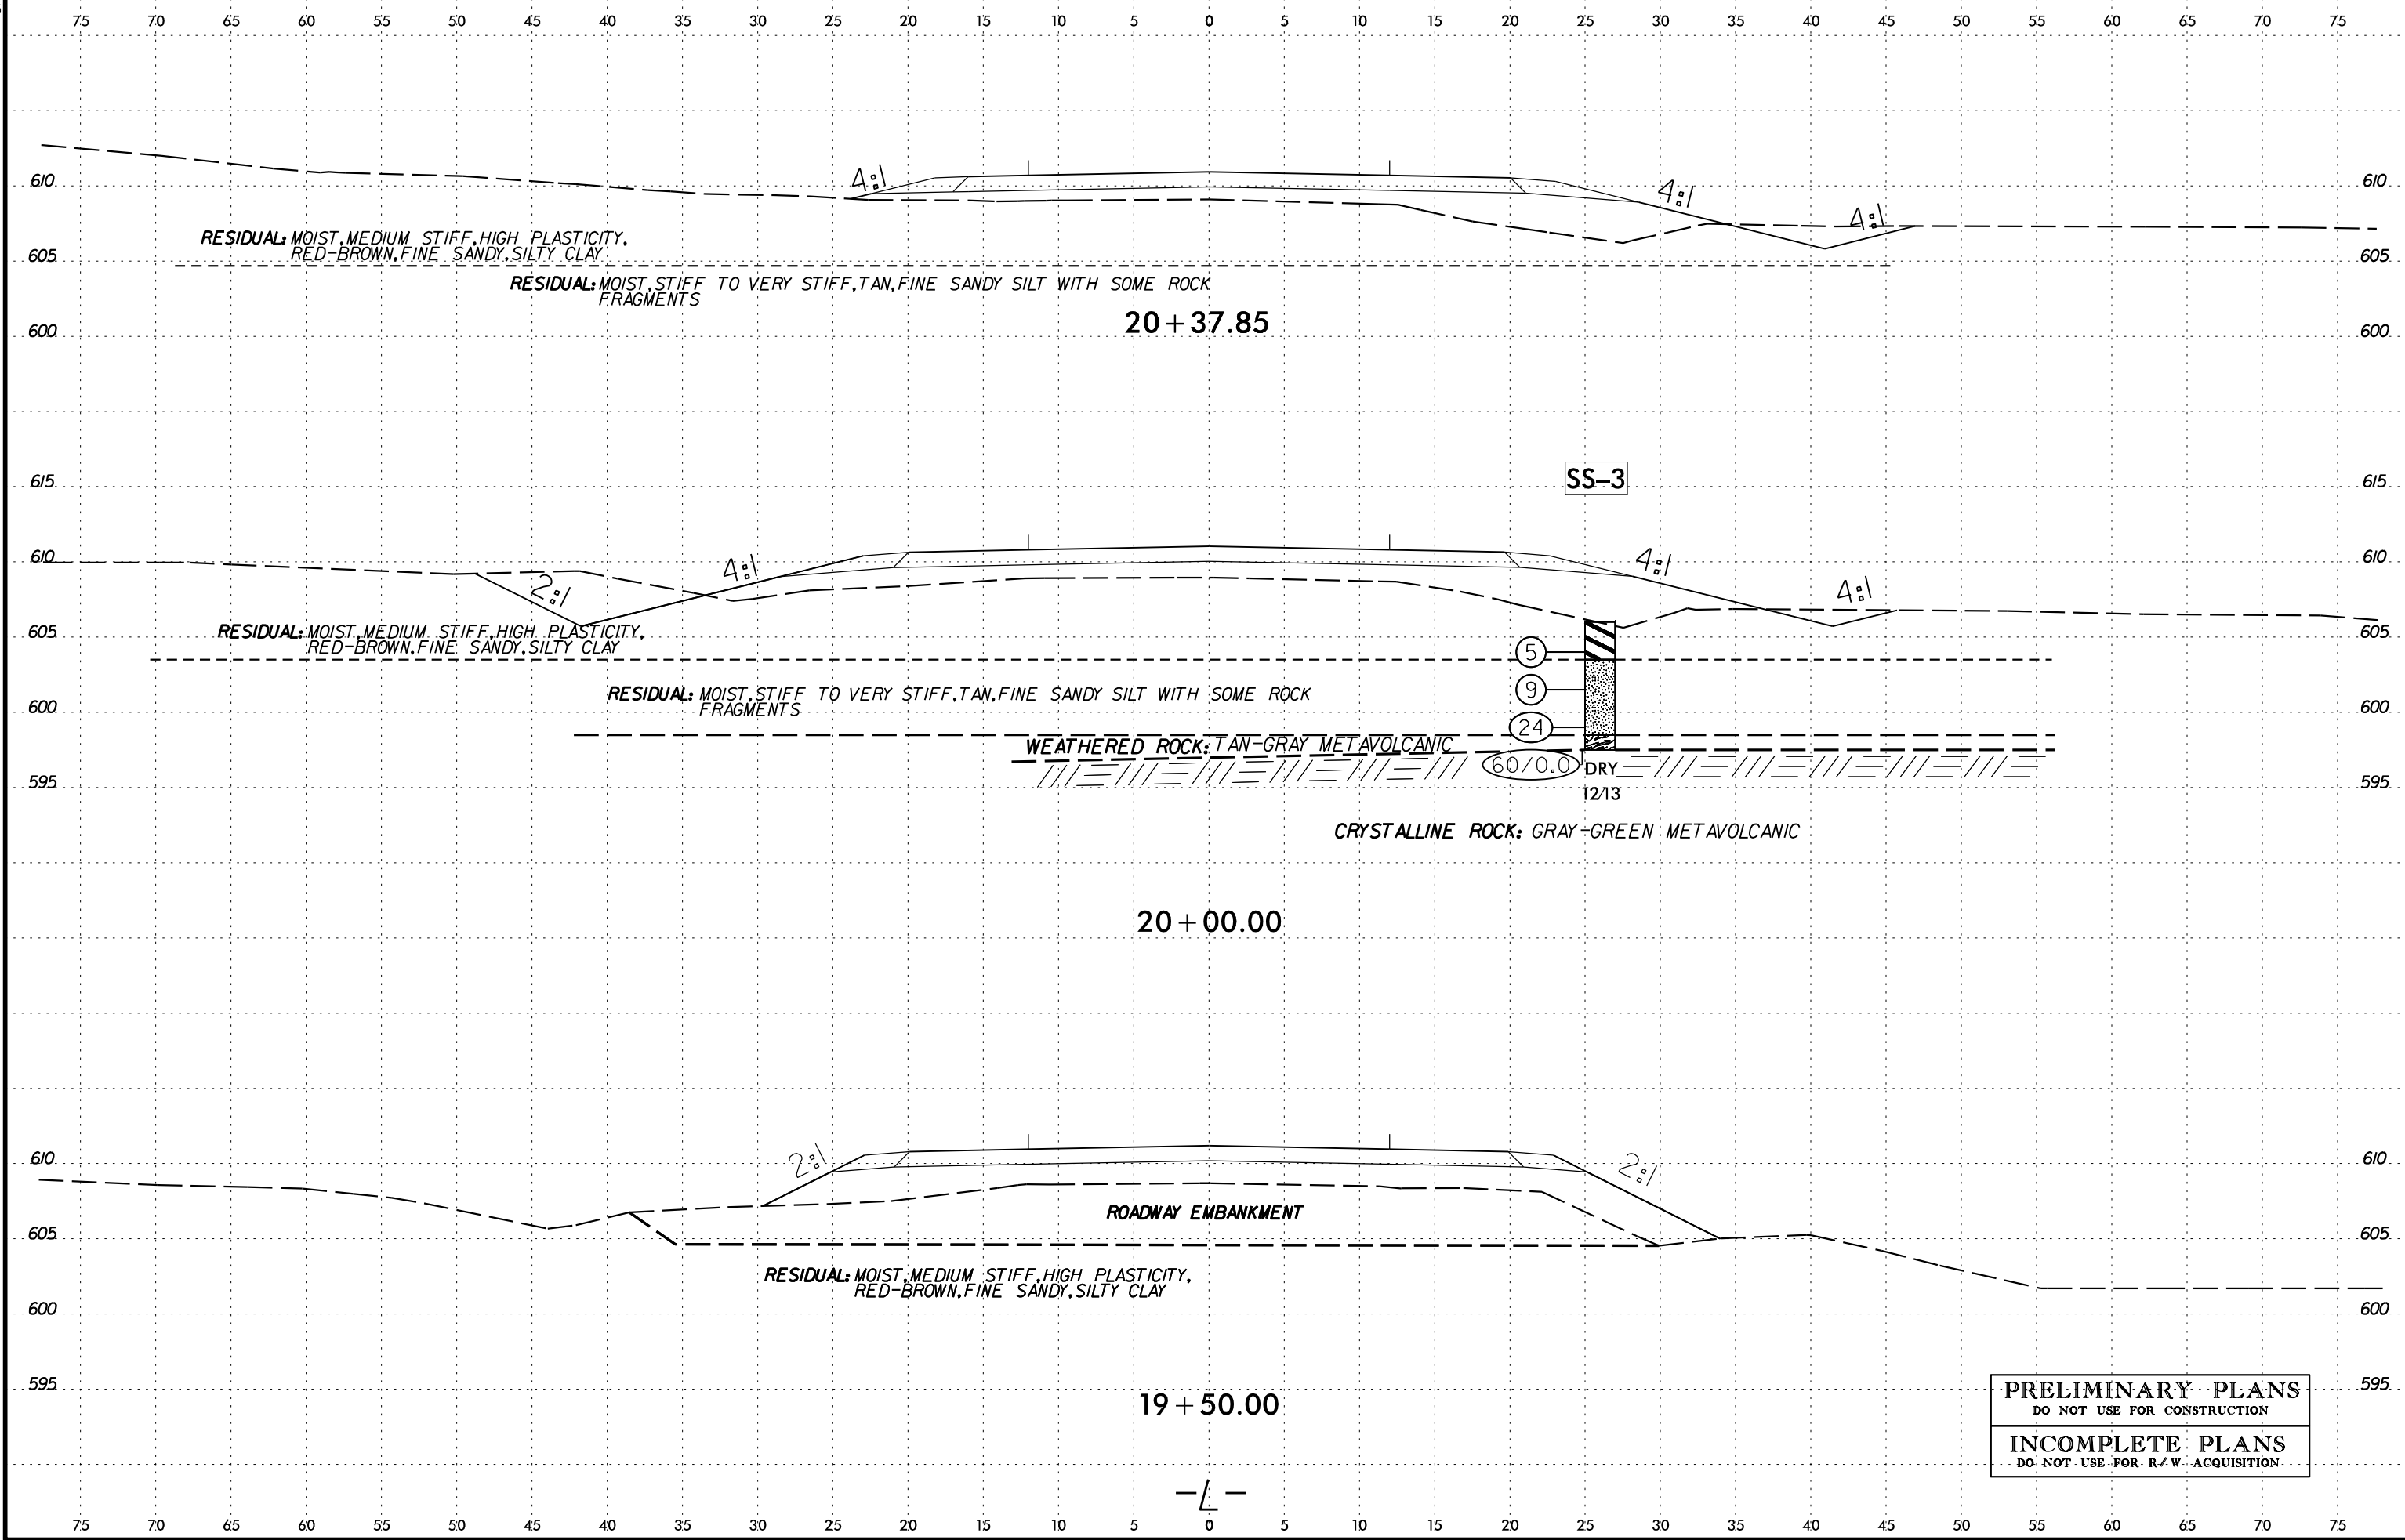 75 70 65 60 55 50 45 40 35 30 25 20 15 10 5 0 5 10 15 20 25 30 35 40 45 50 55 60 65 70 75
4:1
610 610
4:1
4:1
RESIDUAL: MOIST, MEDIUM STIFF, HIGH PLASTICITY,
RED-BROWN, FINE SANDY, SILTY CLAY
605 605
RESIDUAL: MOIST, STIFF TO VERY STIFF, TAN, FINE SANDY SILT WITH SOME ROCK
FRAGMENTS
20+37.85
600 600
SS-3
615 615
610 610
4:1
4:1
2:1
4:1
RESIDUAL: MOIST, MEDIUM STIFF, HIGH PLASTICITY,
RED-BROWN, FINE SANDY, SILTY CLAY
605 605
5
9
RESIDUAL: MOIST, STIFF TO VERY STIFF, TAN, FINE SANDY SILT WITH SOME ROCK
FRAGMENTS
600 600
24
WEATHERED ROCK: TAN-GRAY METAVOLCANIC
60/0.0 DRY
595 595
12/13
CRYSTALLINE ROCK: GRAY-GREEN METAVOLCANIC
20+00.00
610 610
2:1
2:1
ROADWAY EMBANKMENT
605 605
RESIDUAL: MOIST, MEDIUM STIFF, HIGH PLASTICITY,
RED-BROWN, FINE SANDY, SILTY CLAY
600 600
595 595
19+50.00
PRELIMINARY PLANS
DO NOT USE FOR CONSTRUCTION
INCOMPLETE PLANS
DO NOT USE FOR R/W ACQUISITION
-L-
75 70 65 60 55 50 45 40 35 30 25 20 15 10 5 0 5 10 15 20 25 30 35 40 45 50 55 60 65 70 75